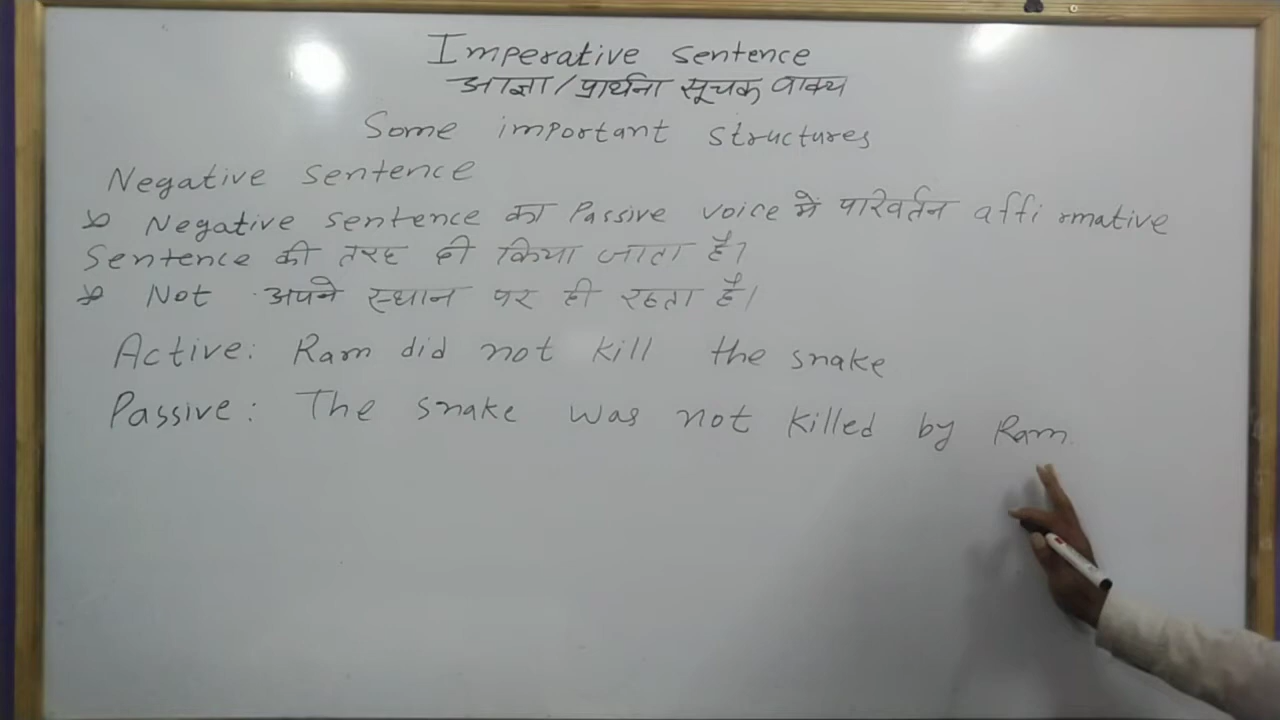 Imperative sentence
आज्ञा/प्रार्थना सूचक वाक्य
Some important structures
Negative sentence
Negative sentence का Passive voice मे परिवर्तन affirmative
Sentence की तरह ही किया जाता है।
Not अपने स्थान पर ही रहता है।
Active: Ram did not kill the snake
Passive: The snake was not killed by Ram.